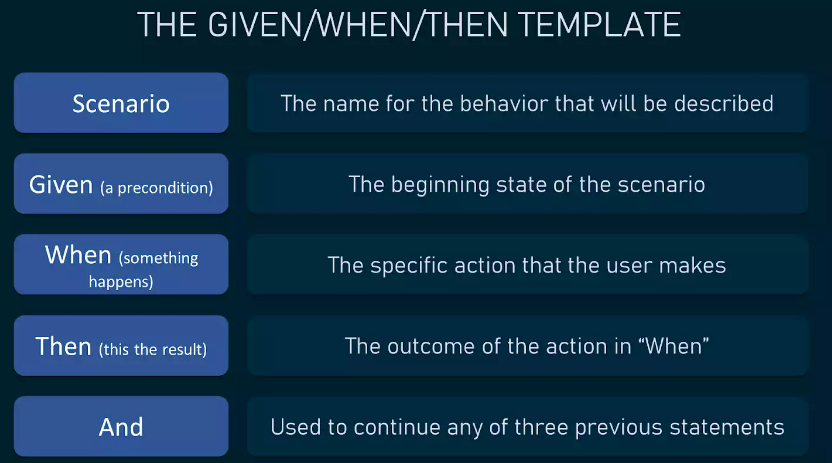 THE GIVEN/WHEN/THEN TEMPLATE
Scenario
The name for the behavior that will be described
Given (a precondition)
The beginning state of the scenario
When (something
happens)
The specific action that the user makes
Then (this the result)
The outcome of the action in “When”
And
Used to continue any of three previous statements